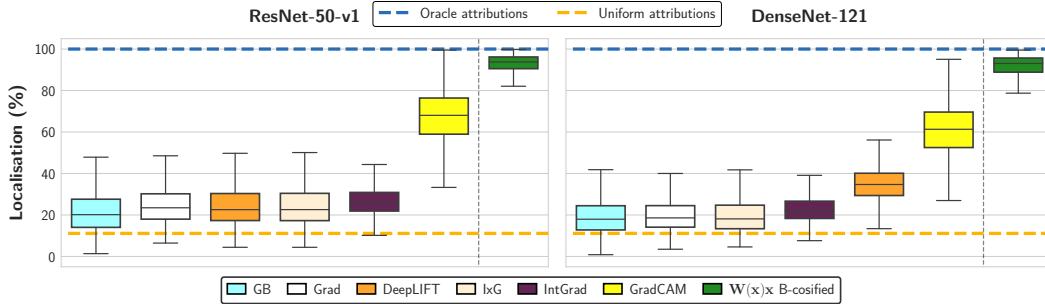 ResNet-50-v1
Oracle attributions
Uniform attributions
DenseNet-121
Localisation (%)
100
80
60
40
20
0
GB
Grad
DeepLIFT
IxG
IntGrad
GradCAM
W(x)x B-cosified